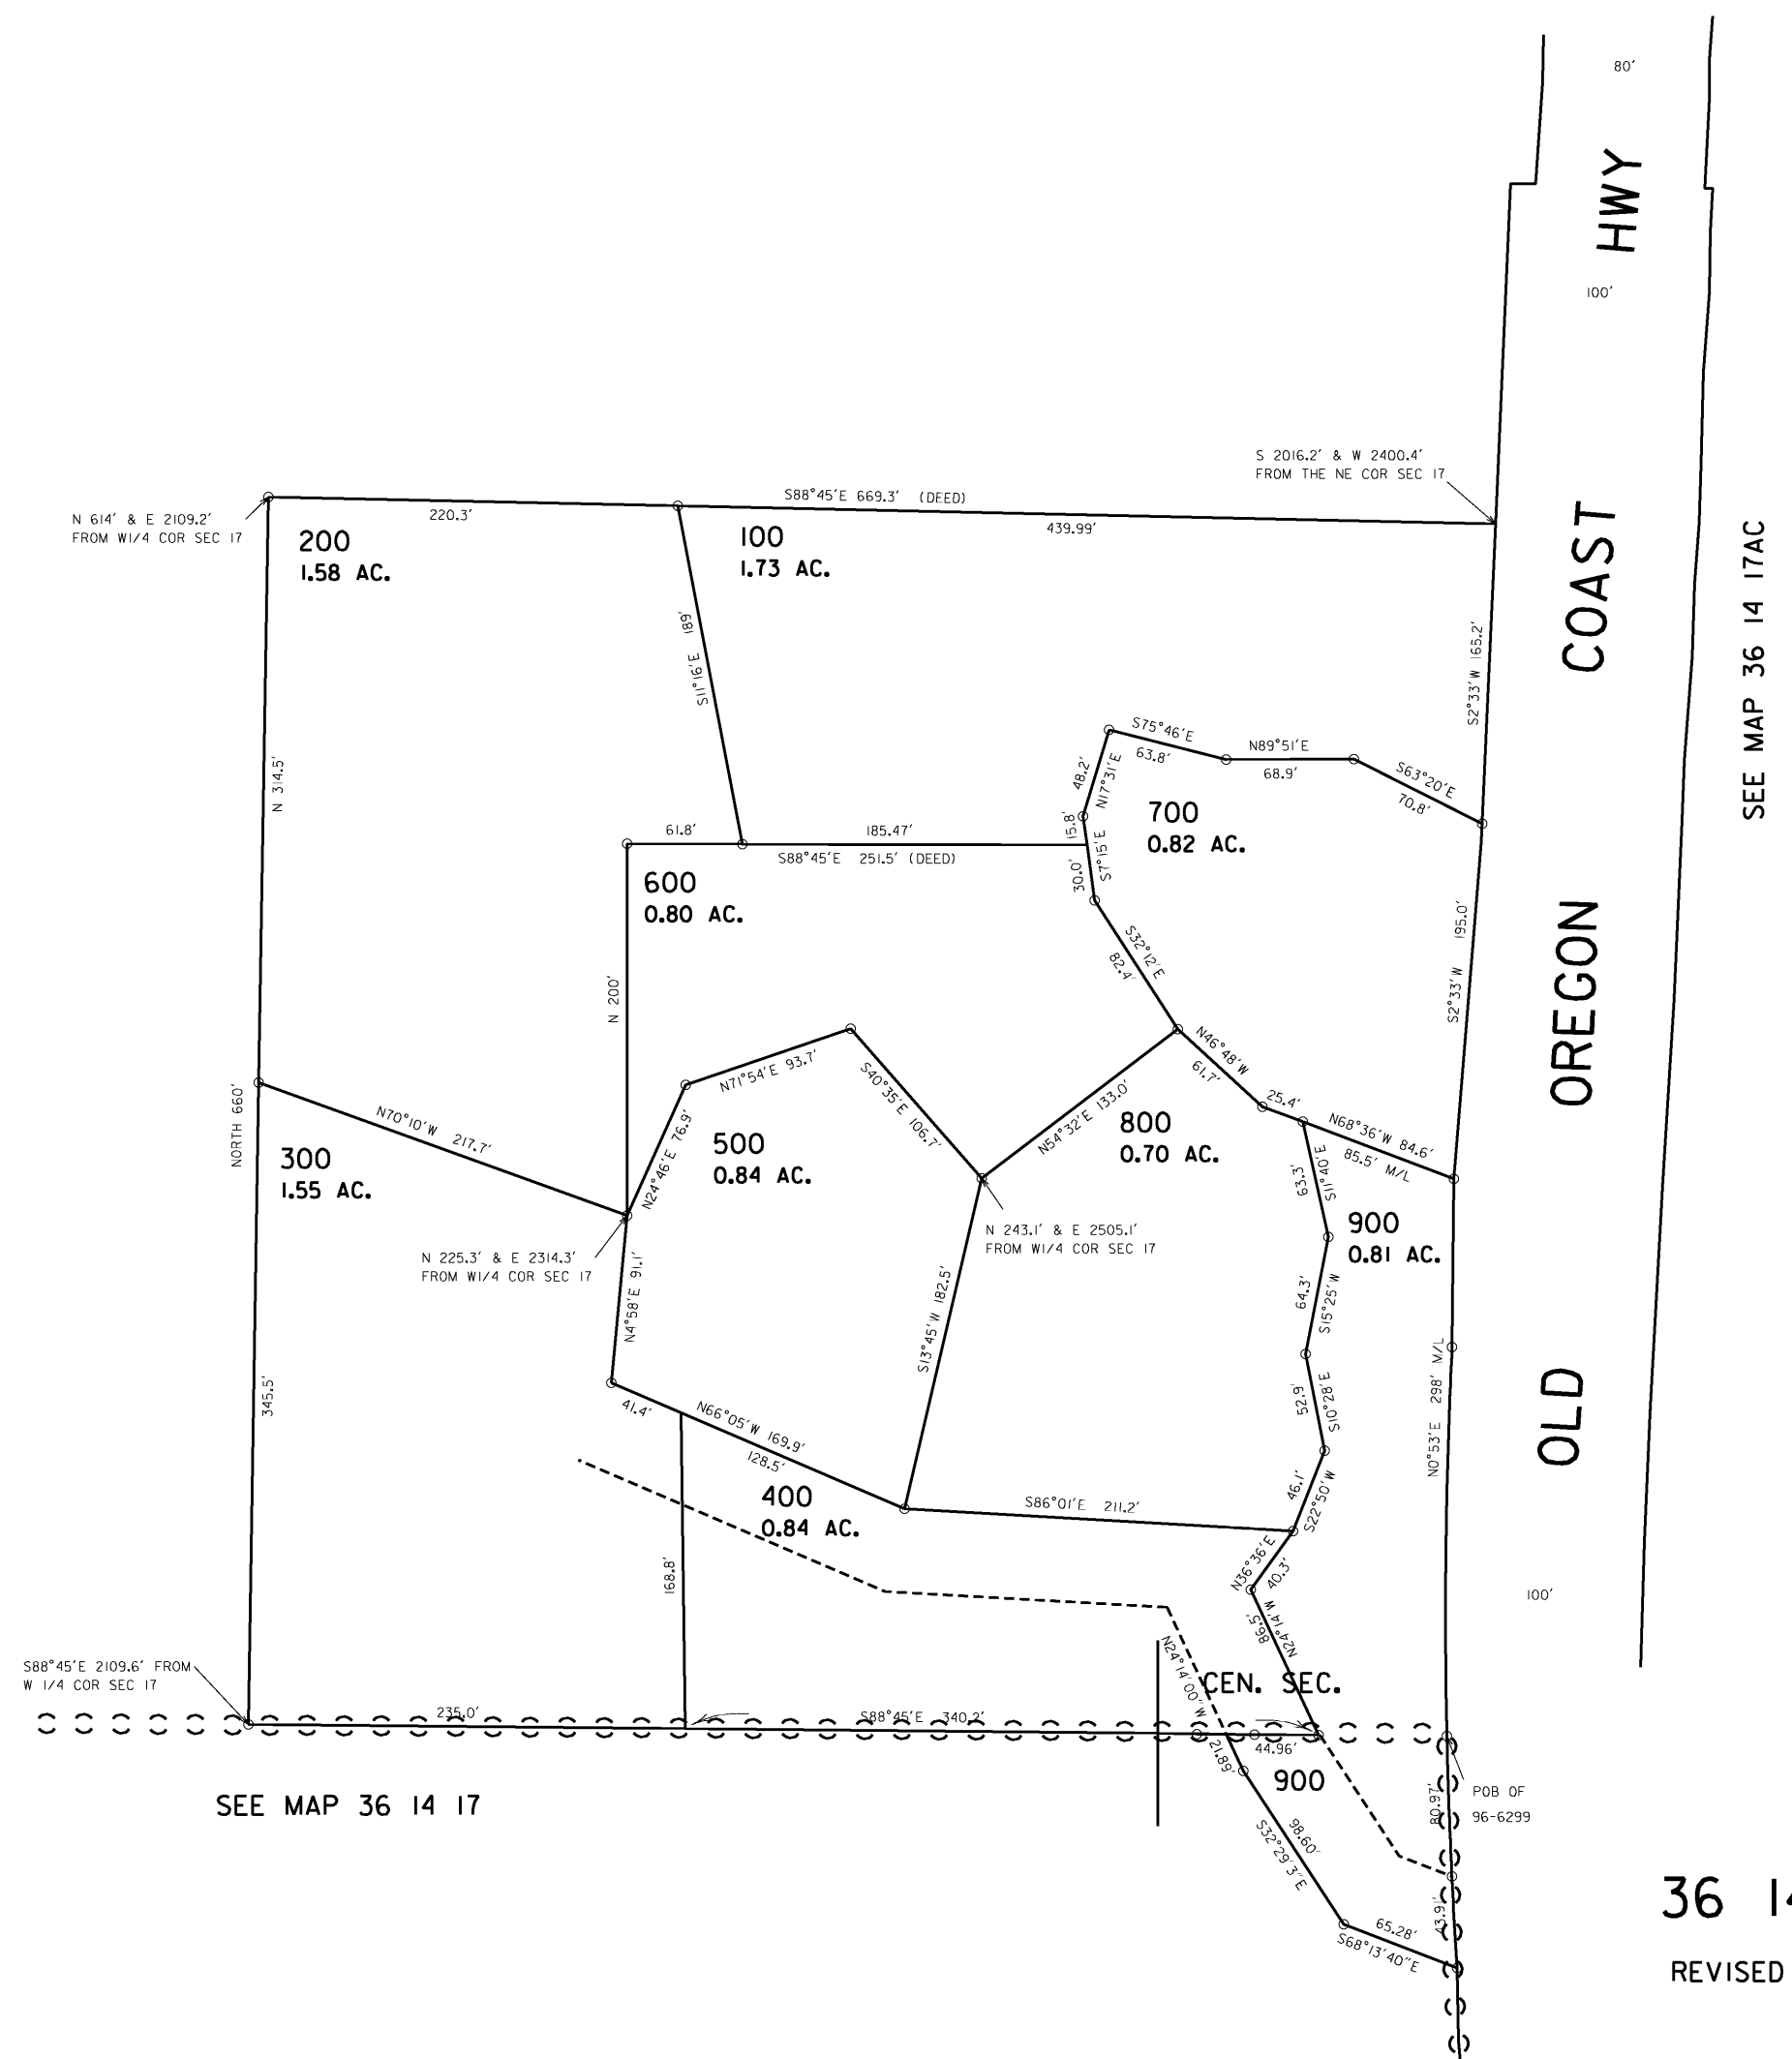 80′
HWY
100′
S 2016.2′ & W 2400.4′
FROM THE NE COR SEC 17
S88°45′E 669.3′ (DEED)
N 614′ & E 2109.2′
FROM W1/4 COR SEC 17
220.3′
439.99′
200
1.58 AC.
100
1.73 AC.
COAST
SEE MAP 36 14 17AC
S11°16′E 189′
S2°33′W 165.2′
N 314.5′
S75°46′E
63.8′
N89°51′E
68.9′
S63°20′E
70.8′
48.2′
N17°31′E
15.8′
S7°15′E
30.0′
700
0.82 AC.
61.8′
185.47′
S88°45′E 251.5′ (DEED)
600
0.80 AC.
OREGON
S2°33′W 195.0′
S32°12′E
82.4′
N 200′
N71°54′E 93.7′
S40°35′E 106.7′
N46°48′W
61.7′
25.4′
N68°36′W 84.6′
85.5′ M/L
NORTH 660′
N70°10′W 217.7′
N24°46′E 76.9′
N54°32′E 133.0′
500
0.84 AC.
800
0.70 AC.
300
1.55 AC.
S11°40′E
63.3′
900
0.81 AC.
N 243.1′ & E 2505.1′
FROM W1/4 COR SEC 17
N 225.3′ & E 2314.3′
FROM W1/4 COR SEC 17
N4°58′E 91.1′
S13°45′W 182.5′
64.3′
S15°25′W
N0°53′E 298′ M/L
345.5′
41.4′
N66°05′W 169.9′
128.5′
52.9′
S10°28′E
OLD
400
0.84 AC.
S86°01′E 211.2′
46.1′
S22°50′W
168.8′
N36°36′E
40.3′
N24°14′W
86.5′
100′
N24°14′00″W
21.89′
CEN. SEC.
S88°45′E 2109.6′ FROM
W 1/4 COR SEC 17
235.0′
S88°45′E 340.2′
44.96′
900
SEE MAP 36 14 17
80.97′
POB OF
96-6299
98.60′
S32°29′3″E
43.91′
65.28′
S68°13′40″E
36 14
REVISED